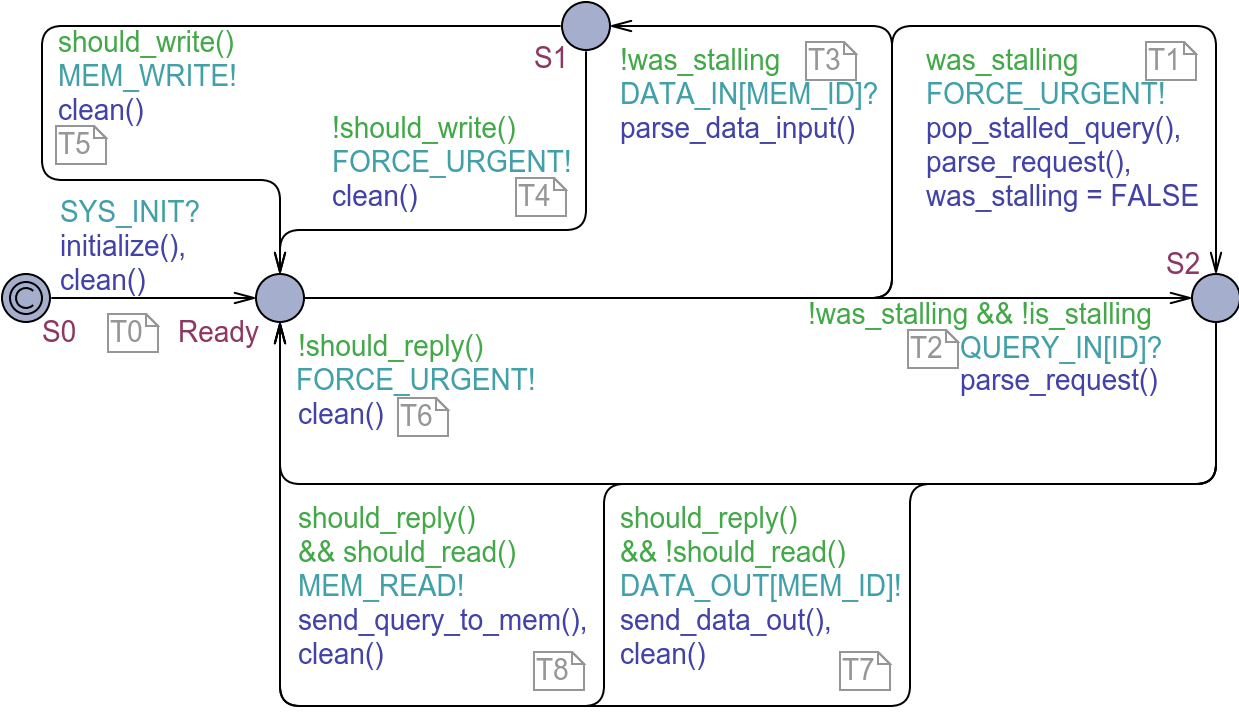 should_write()
MEM_WRITE!
clean()
T5
S1
!was_stalling
T3
DATA_IN[MEM_ID]?
parse_data_input()
was_stalling
T1
FORCE_URGENT!
pop_stalled_query(),
parse_request(),
was_stalling = FALSE
!should_write()
FORCE_URGENT!
clean()
T4
SYS_INIT?
initialize(),
clean()
S0
T0
Ready
S2
!was_stalling && !is_stalling
T2
QUERY_IN[ID]?
parse_request()
!should_reply()
FORCE_URGENT!
clean()
T6
should_reply()
&& should_read()
MEM_READ!
send_query_to_mem(),
clean()
T8
should_reply()
&& !should_read()
DATA_OUT[MEM_ID]!
send_data_out(),
clean()
T7